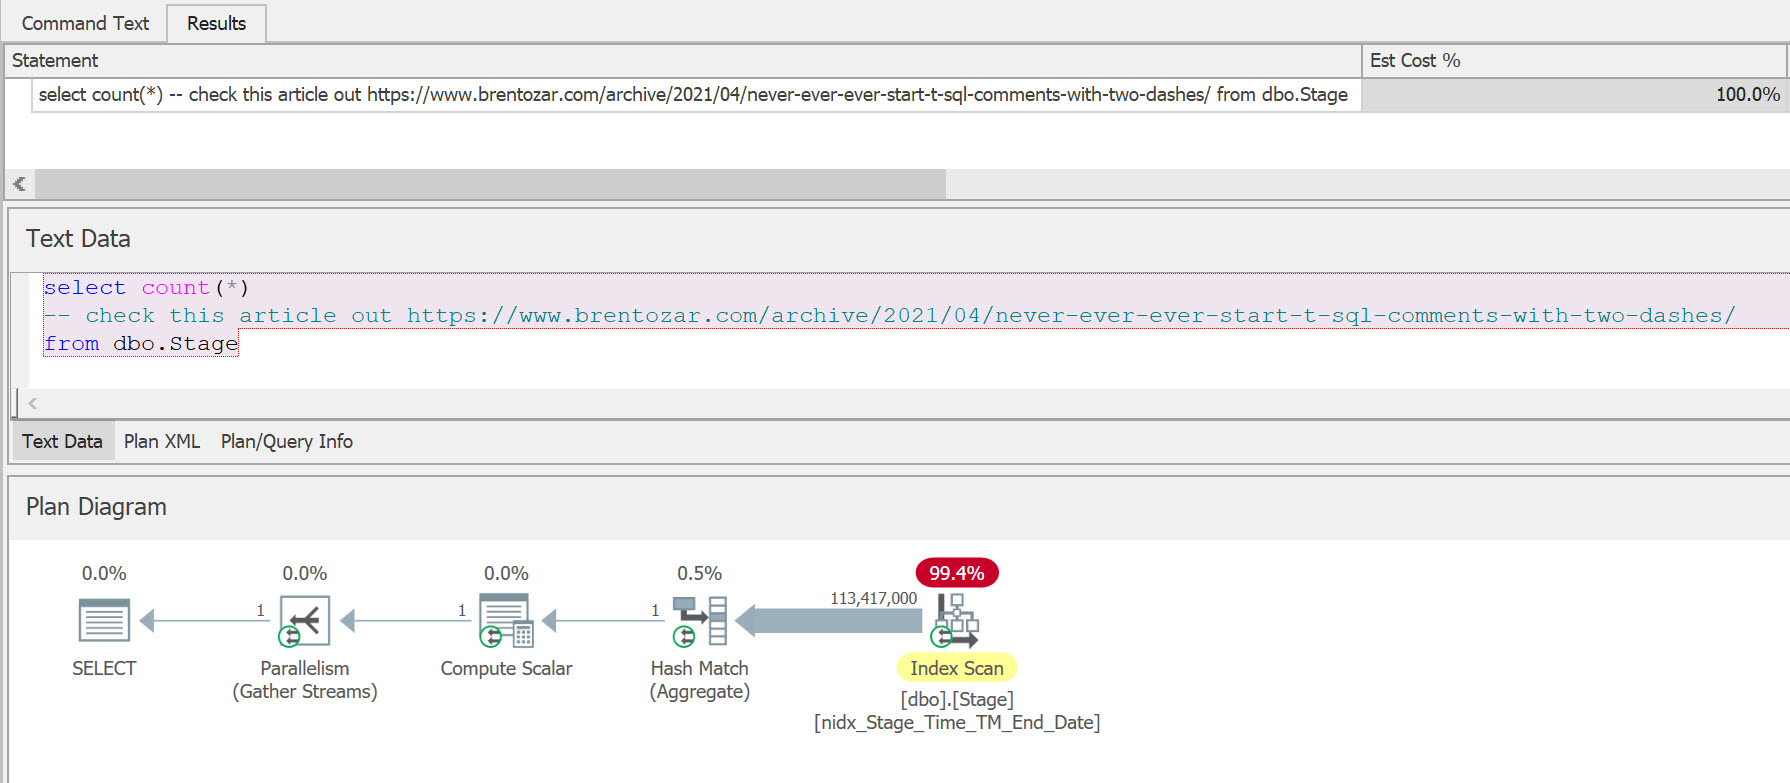 Command Text Results
Statement Est Cost %
select count(*) -- check this article out https://www.brentozar.com/archive/2021/04/never-ever-ever-start-t-sql-comments-with-two-dashes/ from dbo.Stage 100.0%
Text Data
select count(*)
-- check this article out https://www.brentozar.com/archive/2021/04/never-ever-ever-start-t-sql-comments-with-two-dashes/
from dbo.Stage
Text Data Plan XML Plan/Query Info
Plan Diagram
0.0% 0.0% 0.0% 0.5% 99.4%
1 1 1 113,417,000
SELECT Parallelism Compute Scalar Hash Match Index Scan
(Gather Streams) (Aggregate) [dbo].[Stage]
[nidx_Stage_Time_TM_End_Date]